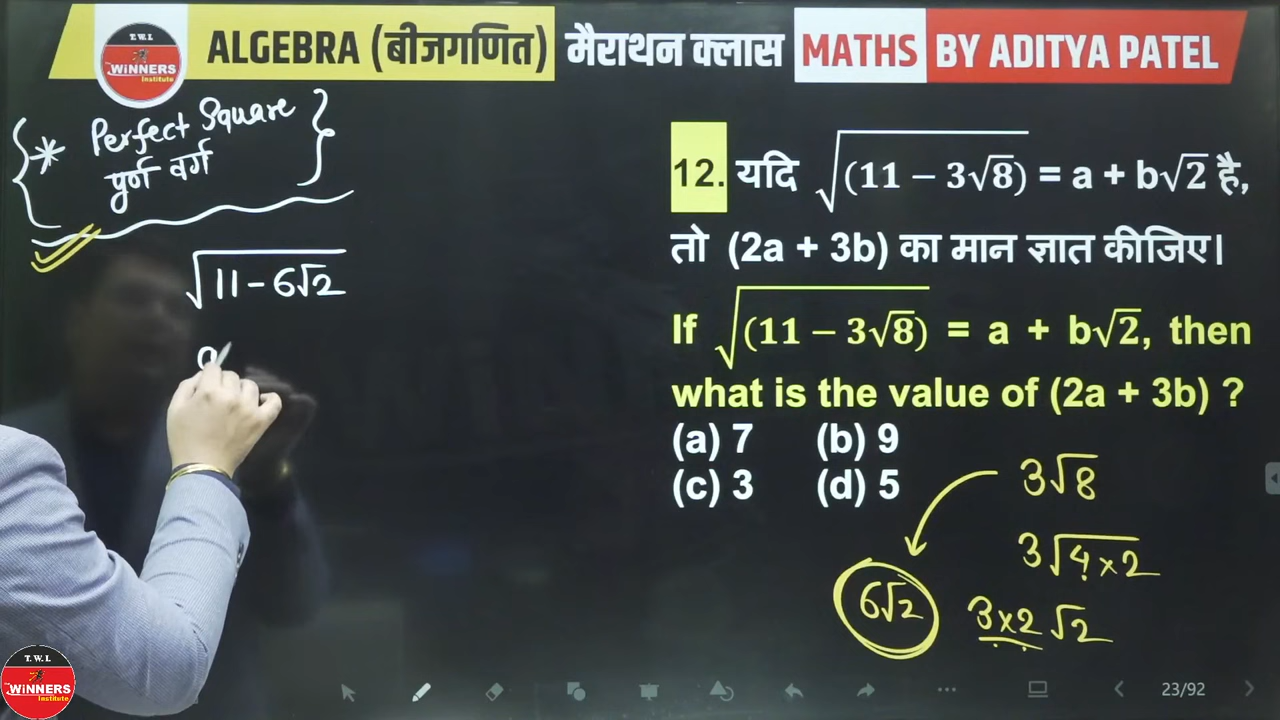 T.W.I
THE WiNNERS
Institute
ALGEBRA (बीजगणित) मैराथन क्लास MATHS BY ADITYA PATEL
* Perfect Square
पूर्ण वर्ग
√11-6√2
12. यदि √(11 − 3√8) = a + b√2 है,
तो (2a + 3b) का मान ज्ञात कीजिए।
If √(11 − 3√8) = a + b√2, then
what is the value of (2a + 3b) ?
(a) 7 (b) 9
(c) 3 (d) 5
3√8
3√4×2
6√2 3×2 √2
T.W.I
THE WiNNERS
Institute
23/92